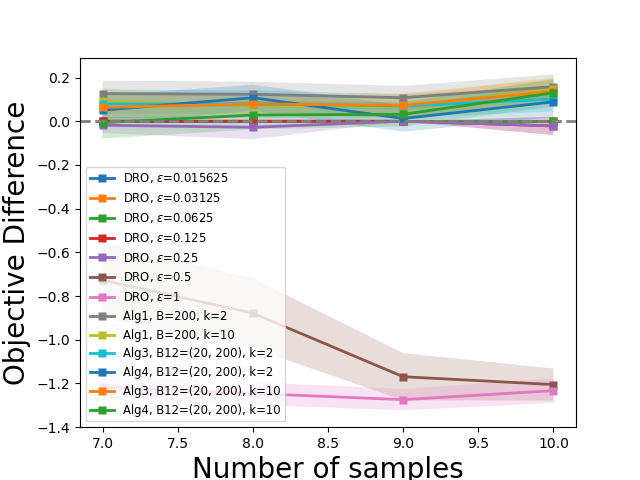 0.2
0.0
−0.2
−0.4
−0.6
−0.8
−1.0
−1.2
−1.4
Objective Difference
DRO, ε=0.015625
DRO, ε=0.03125
DRO, ε=0.0625
DRO, ε=0.125
DRO, ε=0.25
DRO, ε=0.5
DRO, ε=1
Alg1, B=200, k=2
Alg1, B=200, k=10
Alg3, B12=(20, 200), k=2
Alg4, B12=(20, 200), k=2
Alg3, B12=(20, 200), k=10
Alg4, B12=(20, 200), k=10
7.0 7.5 8.0 8.5 9.0 9.5 10.0
Number of samples